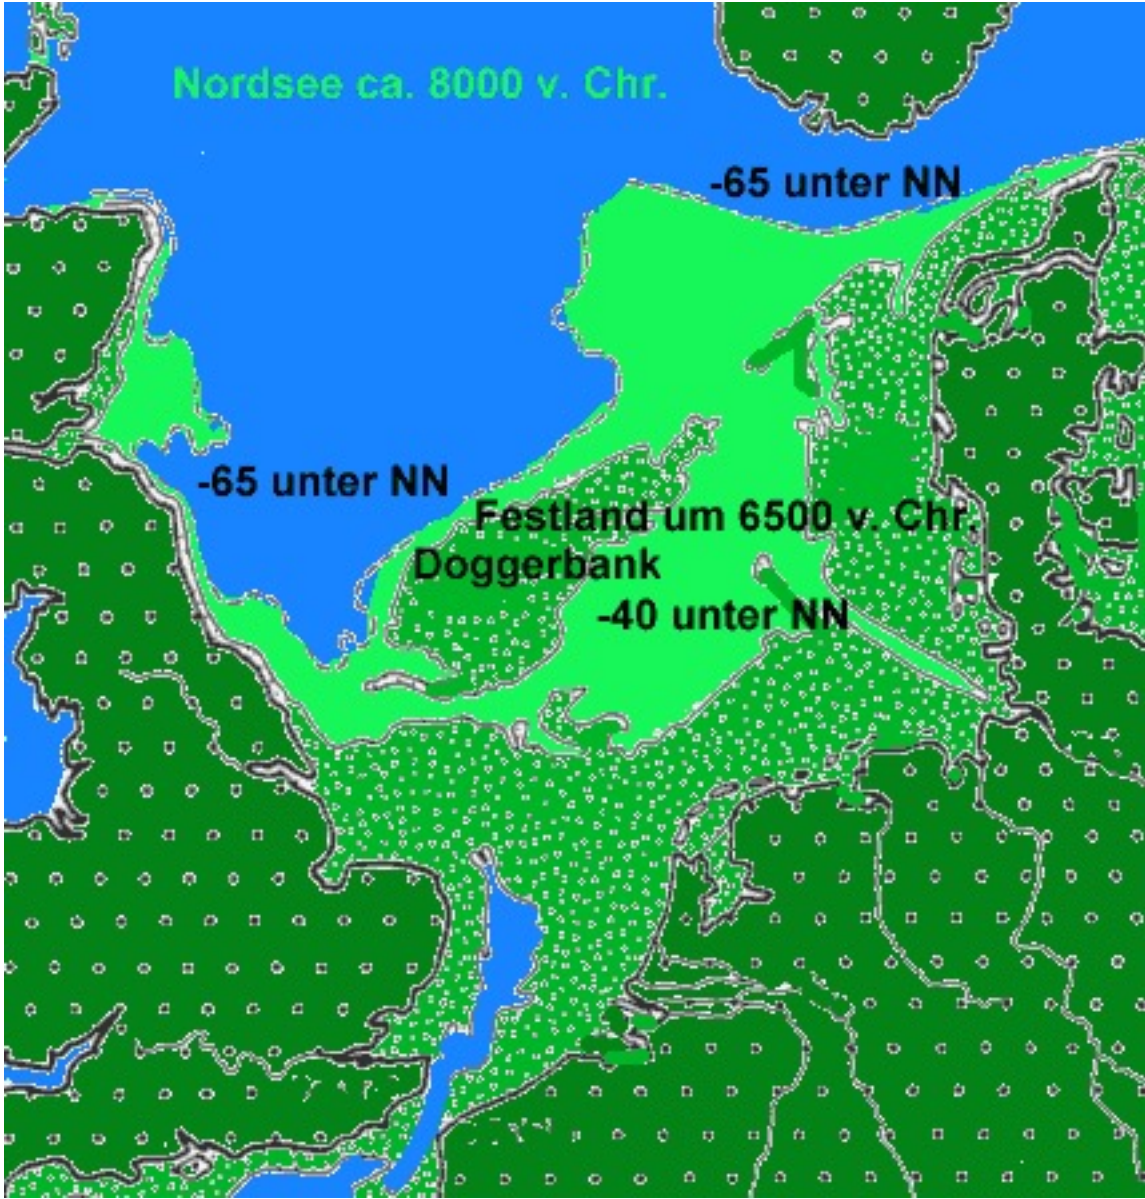 Nordsee ca. 8000 v. Chr.
-65 unter NN
-65 unter NN
Festland um 6500 v. Chr.
Doggerbank
-40 unter NN